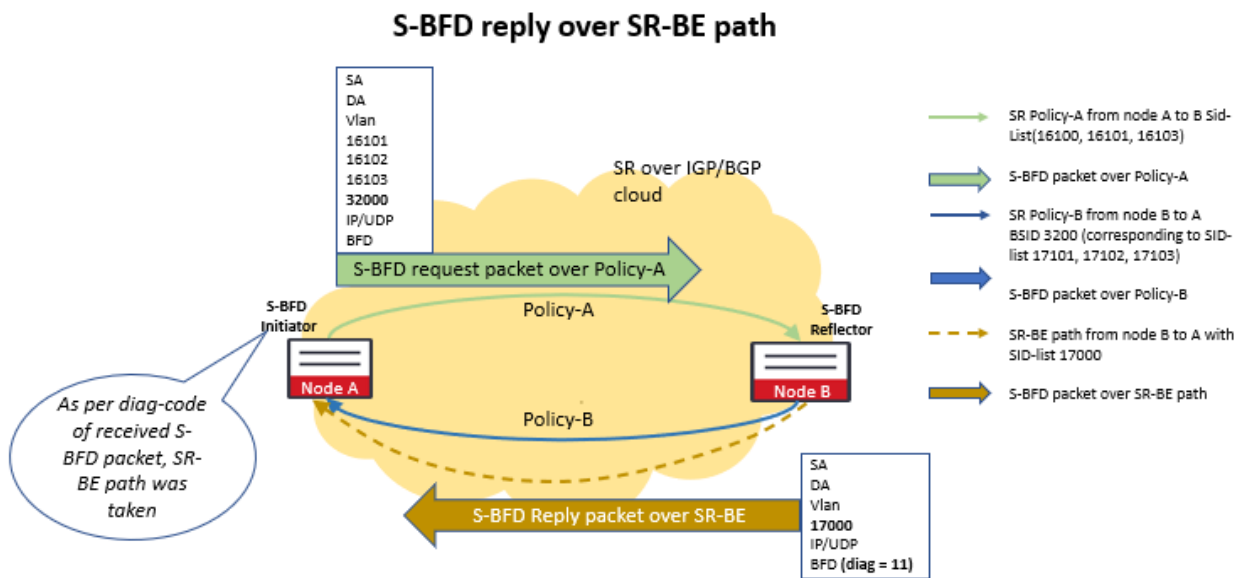 S-BFD reply over SR-BE path
SA
DA
Vlan
16101
16102
16103
32000
IP/UDP
BFD
SR over IGP/BGP
cloud
S-BFD request packet over Policy-A
S-BFD
Initiator
Policy-A
S-BFD
Reflector
Node A
Node B
Policy-B
As per diag-code
of received S-
BFD packet, SR-
BE path was
taken
S-BFD Reply packet over SR-BE
SA
DA
Vlan
17000
IP/UDP
BFD (diag = 11)
SR Policy-A from node A to B Sid-
List(16100, 16101, 16103)
S-BFD packet over Policy-A
SR Policy-B from node B to A
BSID 3200 (corresponding to SID-
list 17101, 17102, 17103)
S-BFD packet over Policy-B
SR-BE path from node B to A with
SID-list 17000
S-BFD packet over SR-BE path